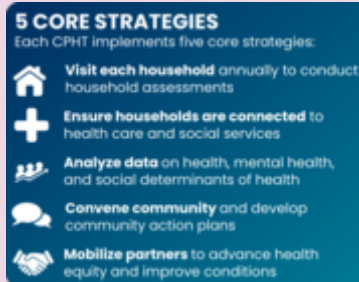 5 CORE STRATEGIES
Each CPHT implements five core strategies:
Visit each household annually to conduct
household assessments
Ensure households are connected to
health care and social services
Analyze data on health, mental health,
and social determinants of health
Convene community and develop
community action plans
Mobilize partners to advance health
equity and improve conditions